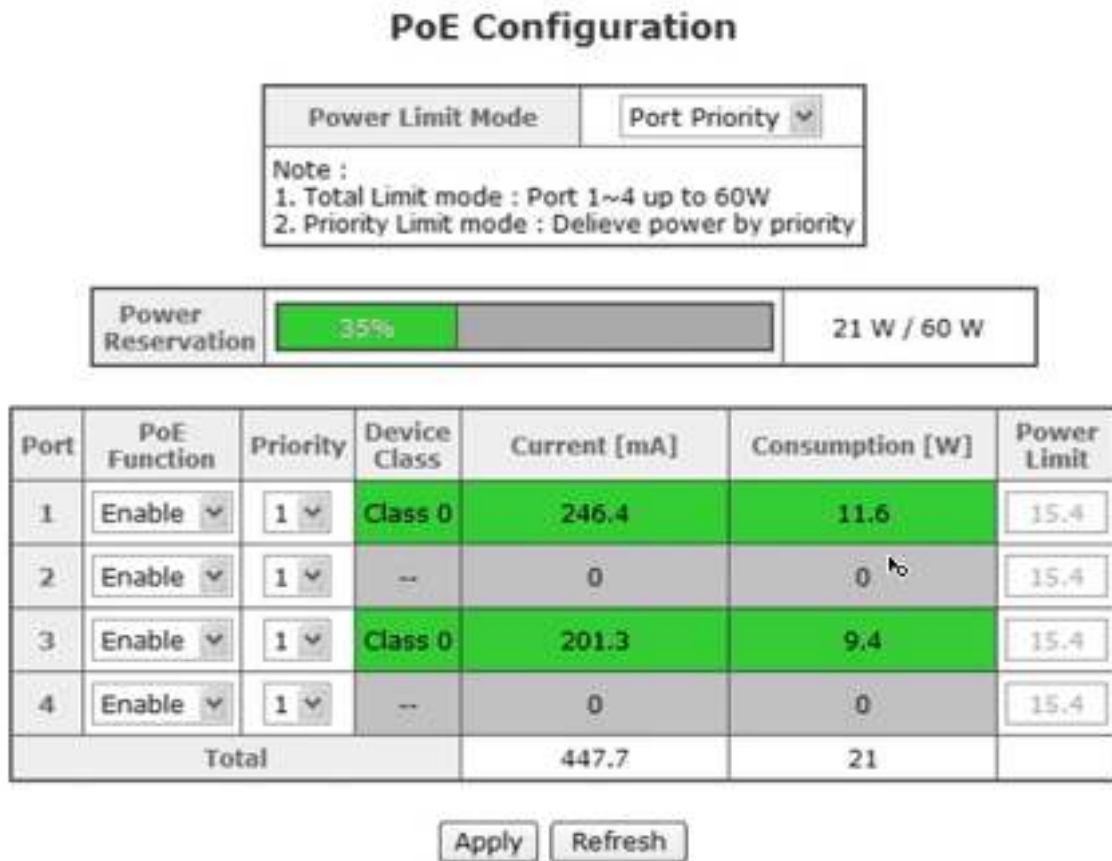 PoE Configuration
Power Limit Mode Port Priority
Note :
1. Total Limit mode : Port 1~4 up to 60W
2. Priority Limit mode : Delieve power by priority
Power Reservation 35% 21 W / 60 W
Port PoE Function Priority Device Class Current [mA] Consumption [W] Power Limit
1 Enable 1 Class 0 246.4 11.6 15.4
2 Enable 1 -- 0 0 15.4
3 Enable 1 Class 0 201.3 9.4 15.4
4 Enable 1 -- 0 0 15.4
Total 447.7 21
Apply Refresh